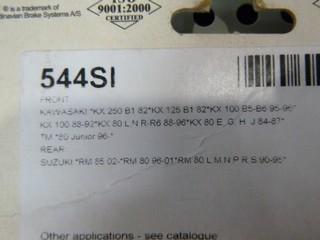 ® is a trademark of
dinavian Brake Systems A/S
ISO
9001:2000
CERTIFIED
544SI
FRONT
KAWASAKI *KX 250 B1 82*KX 125 B1 82*KX 100 B5-B6 95-96*
KX 100 88-92*KX 80 L,N,R-R6 88-96*KX 80 E ,G, H, J 84-87*
TM *80 Junior 96-*
REAR
SUZUKI *RM 85 02-*RM 80 96-01*RM 80 L,M,N,P,R,S 90-95*
Other applications - see catalogue